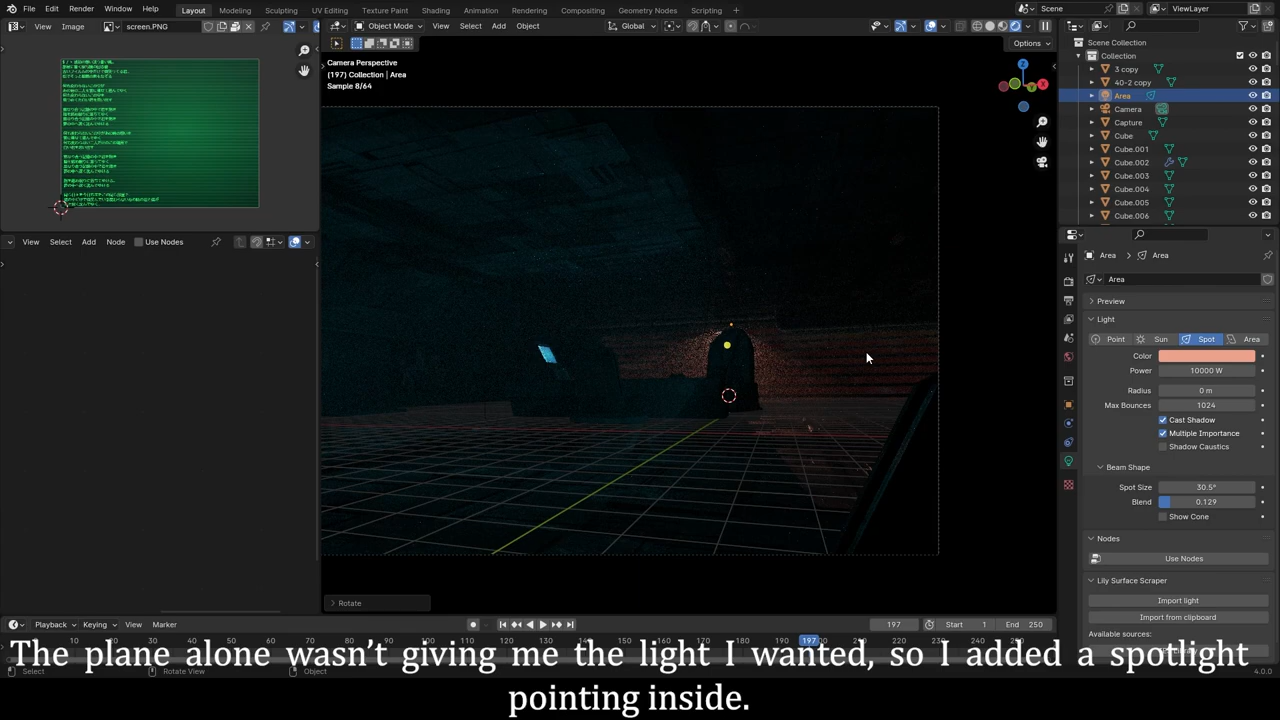 File Edit Render Window Help
Layout Modeling Sculpting UV Editing Texture Paint Shading Animation Rendering Compositing Geometry Nodes Scripting
Scene
ViewLayer
Image
screen.PNG
Object Mode
View Select Add Object
Global
Options
Camera Perspective
(197) Collection | Area
Sample 8/64
View Select Add Node Use Nodes
Rotate
Scene Collection
Collection
3 copy
40-2 copy
Area
Camera
Capture
Cube
Cube.001
Cube.002
Cube.003
Cube.004
Cube.005
Cube.006
Area Area
Area
Preview
Light
Point Sun Spot Area
Color
Power 10000 W
Radius 0 m
Max Bounces 1024
Cast Shadow
Multiple Importance
Shadow Caustics
Beam Shape
Spot Size 30.5°
Blend 0.129
Show Cone
Nodes
Use Nodes
Lily Surface Scraper
Import light
Import from clipboard
Available sources:
Playback Keying View Marker
197 Start 1 End 250
197
The plane alone wasn't giving me the light I wanted, so I added a spotlight
pointing inside.
Select Rotate View Object
4.0.0